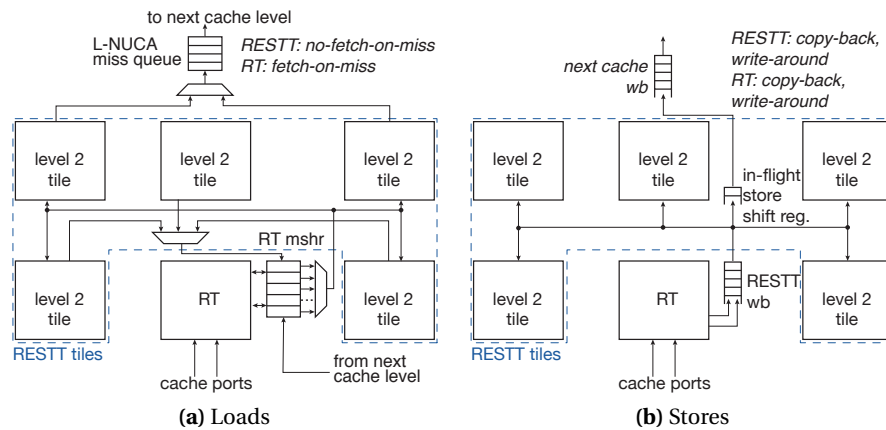 to next cache level
L-NUCA
miss queue
RESTT: no-fetch-on-miss
RT: fetch-on-miss
level 2
tile
level 2
tile
level 2
tile
RT mshr
level 2
tile
RT
...
level 2
tile
RESTT tiles
cache ports
from next
cache level
(a) Loads
next cache
wb
RESTT: copy-back,
write-around
RT: copy-back,
write-around
level 2
tile
level 2
tile
level 2
tile
in-flight
store
shift reg.
level 2
tile
RT
RESTT
wb
level 2
tile
RESTT tiles
cache ports
(b) Stores